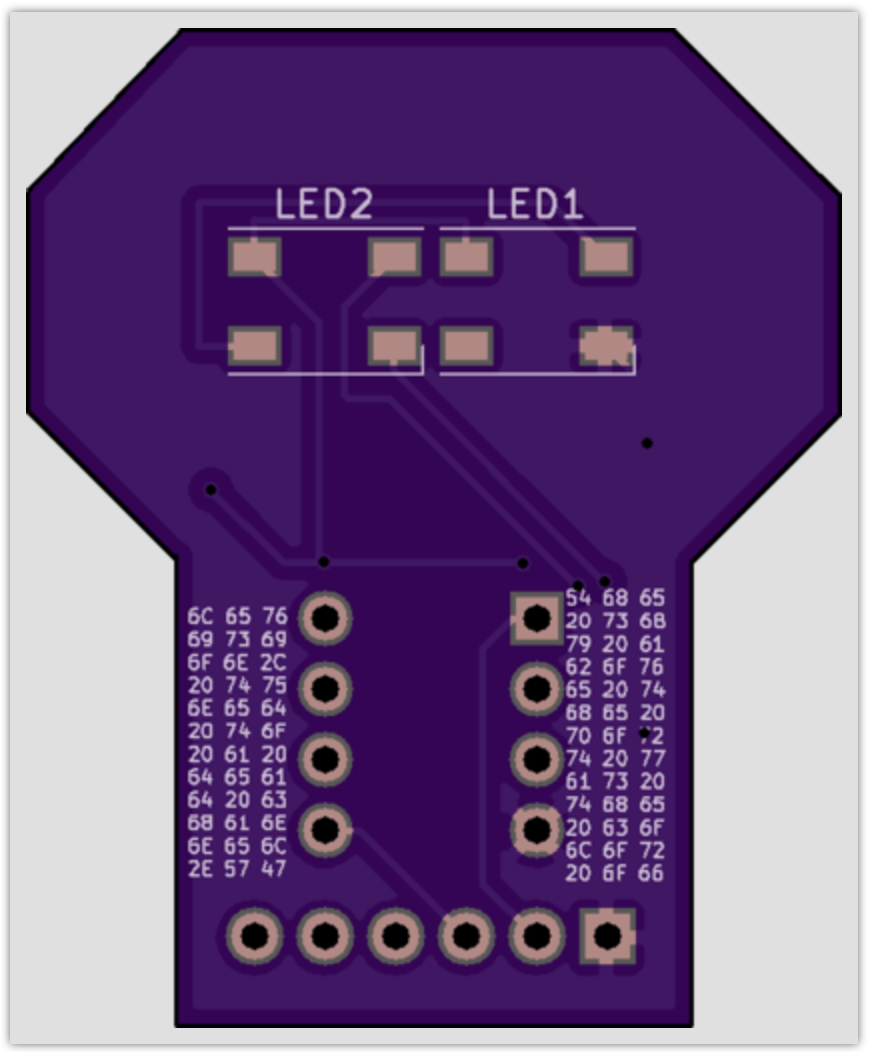 LED2 LED1
6C 65 76
69 73 69
6F 6E 2C
20 74 75
6E 65 64
20 74 6F
20 61 20
64 65 61
64 20 63
68 61 6E
6E 65 6C
2E 57 47
54 68 65
20 73 6B
79 20 61
62 6F 76
65 20 74
68 65 20
70 6F 72
74 20 77
61 73 20
74 68 65
20 63 6F
6C 6F 72
20 6F 66